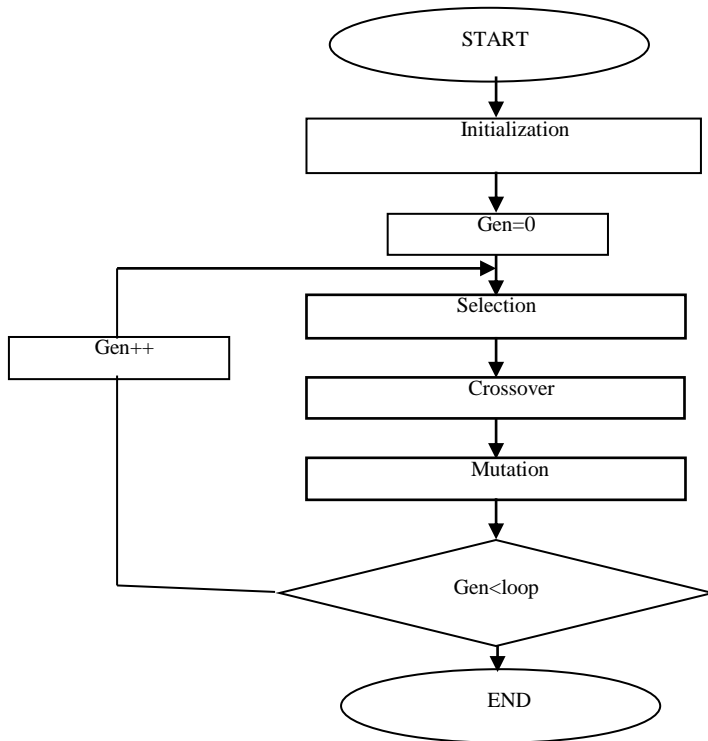 START
Initialization
Gen=0
Selection
Gen++
Crossover
Mutation
Gen<loop
END